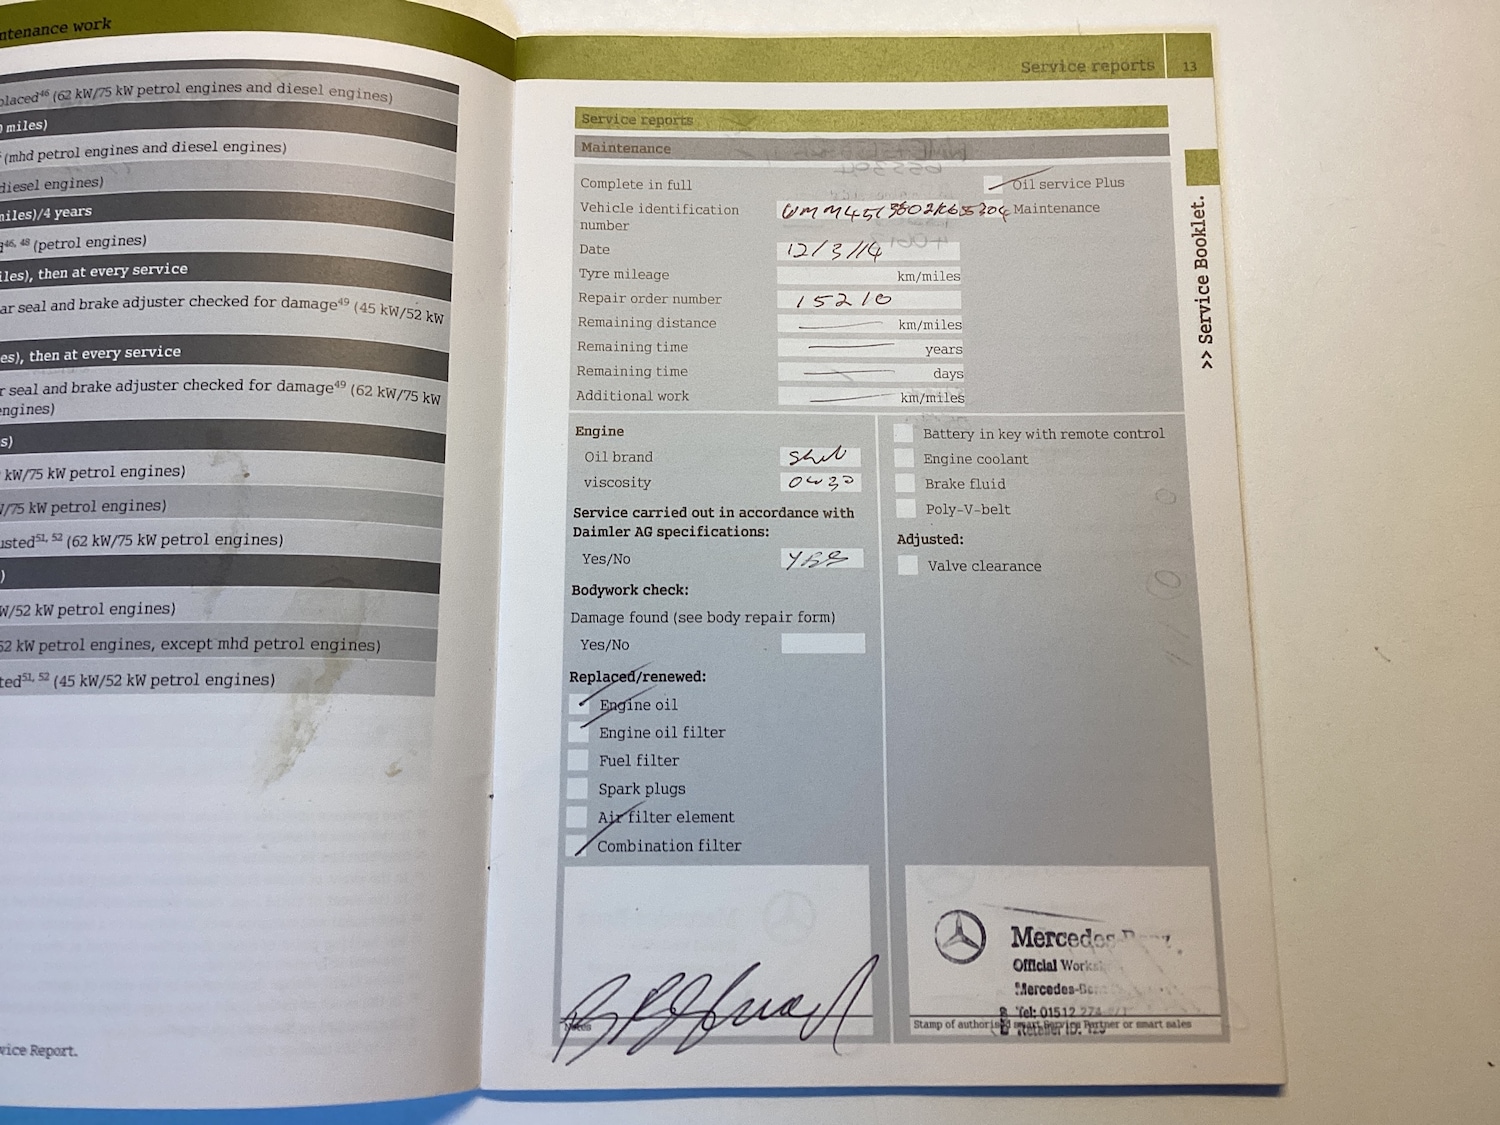 ntenance work
placed46 (62 kW/75 kW petrol engines and diesel engines)
miles)
(mhd petrol engines and diesel engines)
diesel engines)
niles)/4 years
46, 48 (petrol engines)
iles), then at every service
ar seal and brake adjuster checked for damage49 (45 kW/52 kW
es), then at every service
r seal and brake adjuster checked for damage49 (62 kW/75 kW
engines)
s)
kW/75 kW petrol engines)
/75 kW petrol engines)
usted51, 52 (62 kW/75 kW petrol engines)
)
W/52 kW petrol engines)
52 kW petrol engines, except mhd petrol engines)
ted51, 52 (45 kW/52 kW petrol engines)
vice Report.
Service reports 13
Service reports
Maintenance
Complete in full Oil service Plus
Vehicle identification Maintenance
number
Date 12/3/14
Tyre mileage km/miles
Repair order number 15210
Remaining distance km/miles
Remaining time years
Remaining time days
Additional work km/miles
Engine
Oil brand Shell
viscosity 0w30
Service carried out in accordance with
Daimler AG specifications:
Yes/No YES
Bodywork check:
Damage found (see body repair form)
Yes/No
Replaced/renewed:
Engine oil
Engine oil filter
Fuel filter
Spark plugs
Air filter element
Combination filter
Notes
Battery in key with remote control
Engine coolant
Brake fluid
Poly-V-belt
Adjusted:
Valve clearance
Mercedes-Benz
Official
Mercedes-Benz
Tel: 01512
Stamp of authorised smart Service Partner or smart sales
>> Service Booklet.